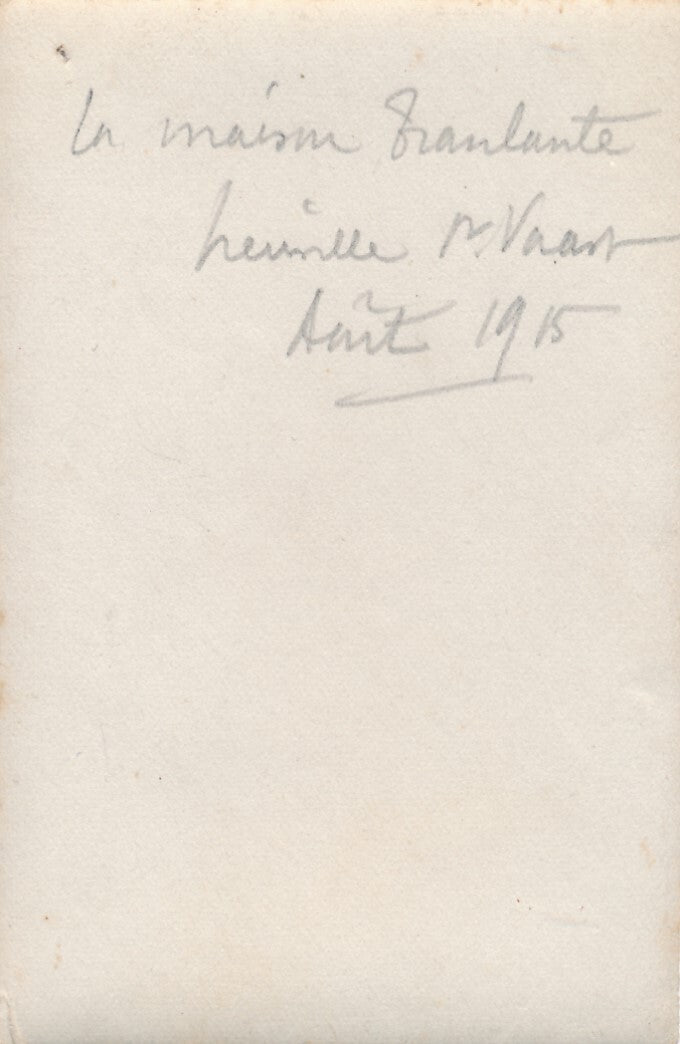 La maison branlante
Neuville St Vaast
Août 1915